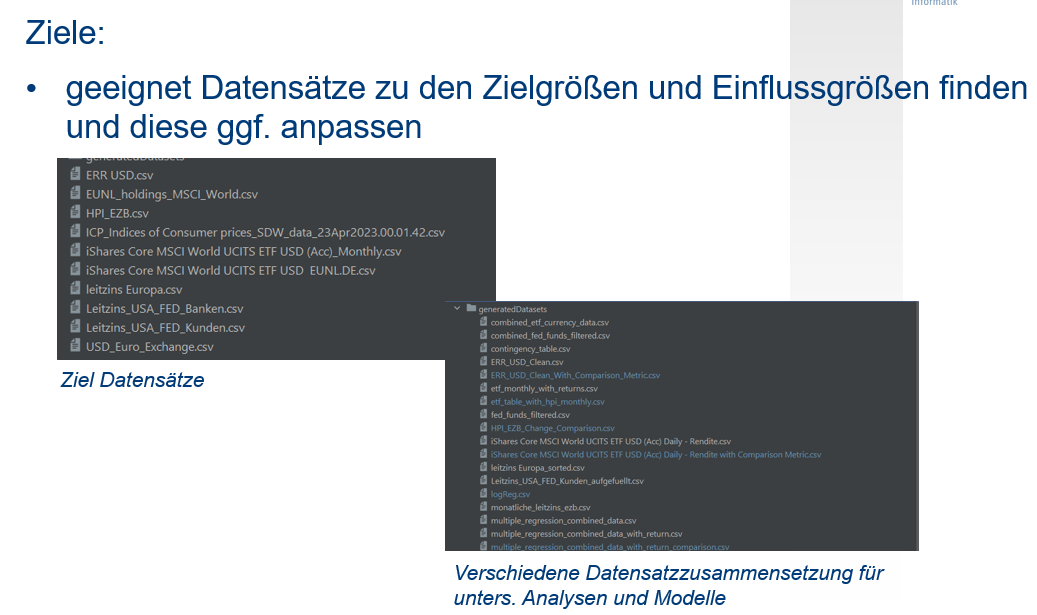 Informatik
Ziele:
• geeignet Datensätze zu den Zielgrößen und Einflussgrößen finden
und diese ggf. anpassen
generatedDatasets
ERR USD.csv
EUNL_holdings_MSCI_World.csv
HPI_EZB.csv
ICP_Indices of Consumer prices_SDW_data_23Apr2023.00.01.42.csv
iShares Core MSCI World UCITS ETF USD (Acc)_Monthly.csv
iShares Core MSCI World UCITS ETF USD  EUNL.DE.csv
leitzins Europa.csv
Leitzins_USA_FED_Banken.csv
Leitzins_USA_FED_Kunden.csv
USD_Euro_Exchange.csv
Ziel Datensätze
generatedDatasets
combined_etf_currency_data.csv
combined_fed_funds_filtered.csv
contingency_table.csv
ERR_USD_Clean.csv
ERR_USD_Clean_With_Comparison_Metric.csv
etf_monthly_with_returns.csv
etf_table_with_hpi_monthly.csv
fed_funds_filtered.csv
HPI_EZB_Change_Comparison.csv
iShares Core MSCI World UCITS ETF USD (Acc) Daily - Rendite.csv
iShares Core MSCI World UCITS ETF USD (Acc) Daily - Rendite with Comparison Metric.csv
leitzins Europa_sorted.csv
Leitzins_USA_FED_Kunden_aufgefuellt.csv
logReg.csv
monatliche_leitzins_ezb.csv
multiple_regression_combined_data.csv
multiple_regression_combined_data_with_return.csv
multiple_regression_combined_data_with_return_comparison.csv
Verschiedene Datensatzzusammensetzung für
unters. Analysen und Modelle